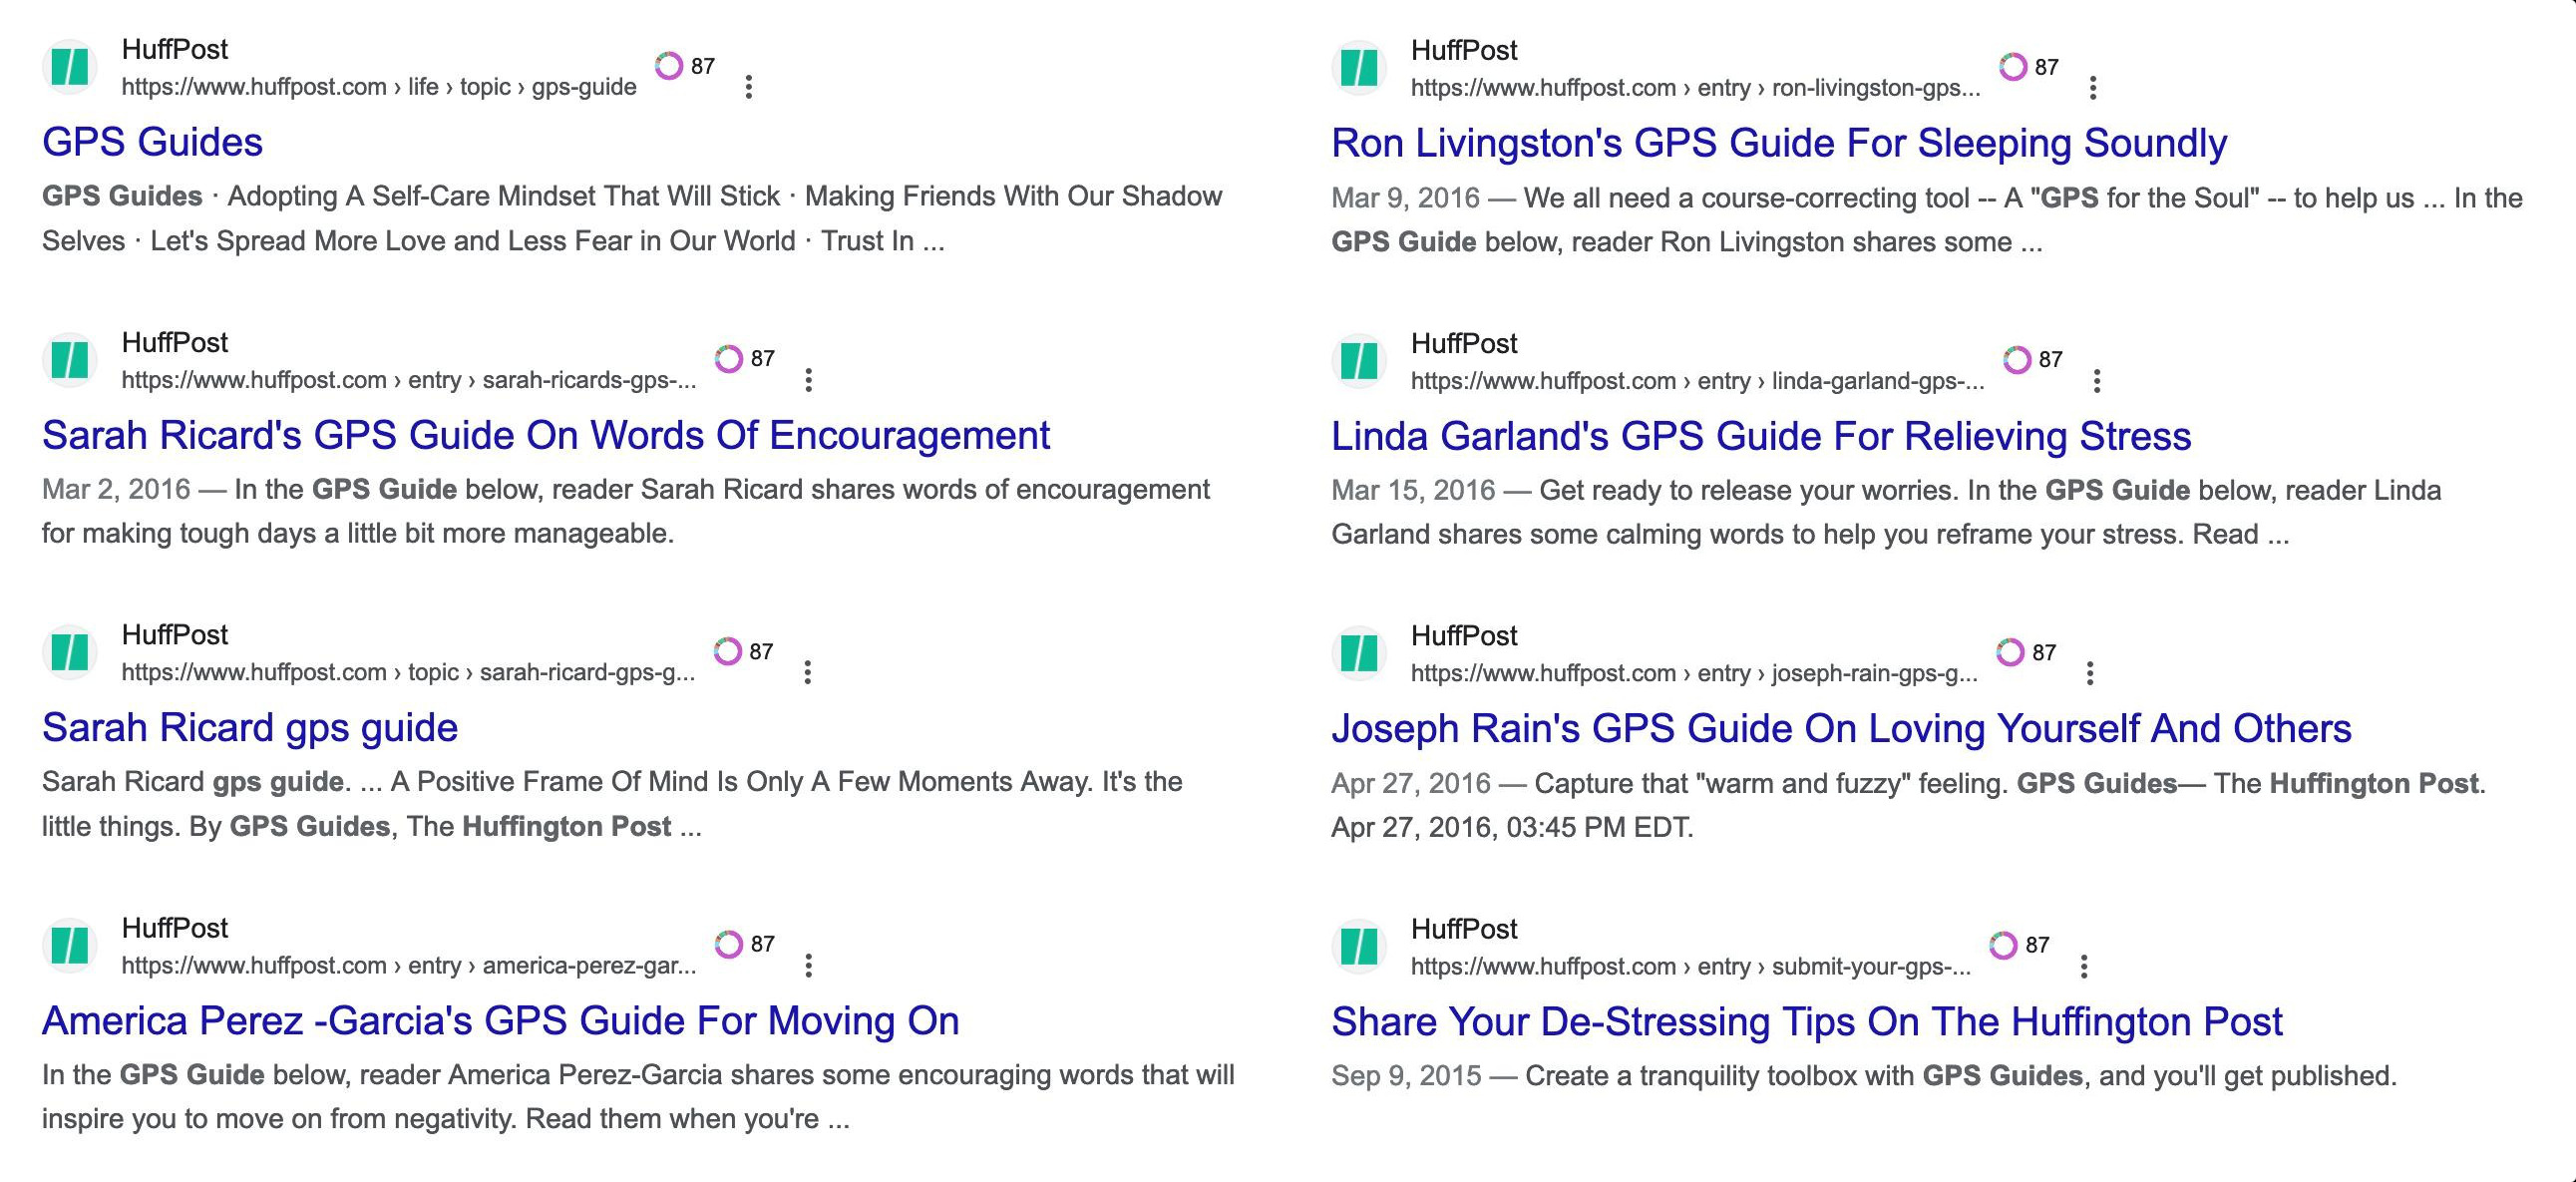 HuffPost
https://www.huffpost.com › life › topic › gps-guide
87
GPS Guides
GPS Guides · Adopting A Self-Care Mindset That Will Stick · Making Friends With Our Shadow
Selves · Let's Spread More Love and Less Fear in Our World · Trust In ...
HuffPost
https://www.huffpost.com › entry › sarah-ricards-gps-...
87
Sarah Ricard's GPS Guide On Words Of Encouragement
Mar 2, 2016 — In the GPS Guide below, reader Sarah Ricard shares words of encouragement
for making tough days a little bit more manageable.
HuffPost
https://www.huffpost.com › topic › sarah-ricard-gps-g...
87
Sarah Ricard gps guide
Sarah Ricard gps guide. ... A Positive Frame Of Mind Is Only A Few Moments Away. It's the
little things. By GPS Guides, The Huffington Post ...
HuffPost
https://www.huffpost.com › entry › america-perez-gar...
87
America Perez -Garcia's GPS Guide For Moving On
In the GPS Guide below, reader America Perez-Garcia shares some encouraging words that will
inspire you to move on from negativity. Read them when you're ...
HuffPost
https://www.huffpost.com › entry › ron-livingston-gps...
87
Ron Livingston's GPS Guide For Sleeping Soundly
Mar 9, 2016 — We all need a course-correcting tool -- A "GPS for the Soul" -- to help us ... In the
GPS Guide below, reader Ron Livingston shares some ...
HuffPost
https://www.huffpost.com › entry › linda-garland-gps-...
87
Linda Garland's GPS Guide For Relieving Stress
Mar 15, 2016 — Get ready to release your worries. In the GPS Guide below, reader Linda
Garland shares some calming words to help you reframe your stress. Read ...
HuffPost
https://www.huffpost.com › entry › joseph-rain-gps-g...
87
Joseph Rain's GPS Guide On Loving Yourself And Others
Apr 27, 2016 — Capture that "warm and fuzzy" feeling. GPS Guides— The Huffington Post.
Apr 27, 2016, 03:45 PM EDT.
HuffPost
https://www.huffpost.com › entry › submit-your-gps-...
87
Share Your De-Stressing Tips On The Huffington Post
Sep 9, 2015 — Create a tranquility toolbox with GPS Guides, and you'll get published.